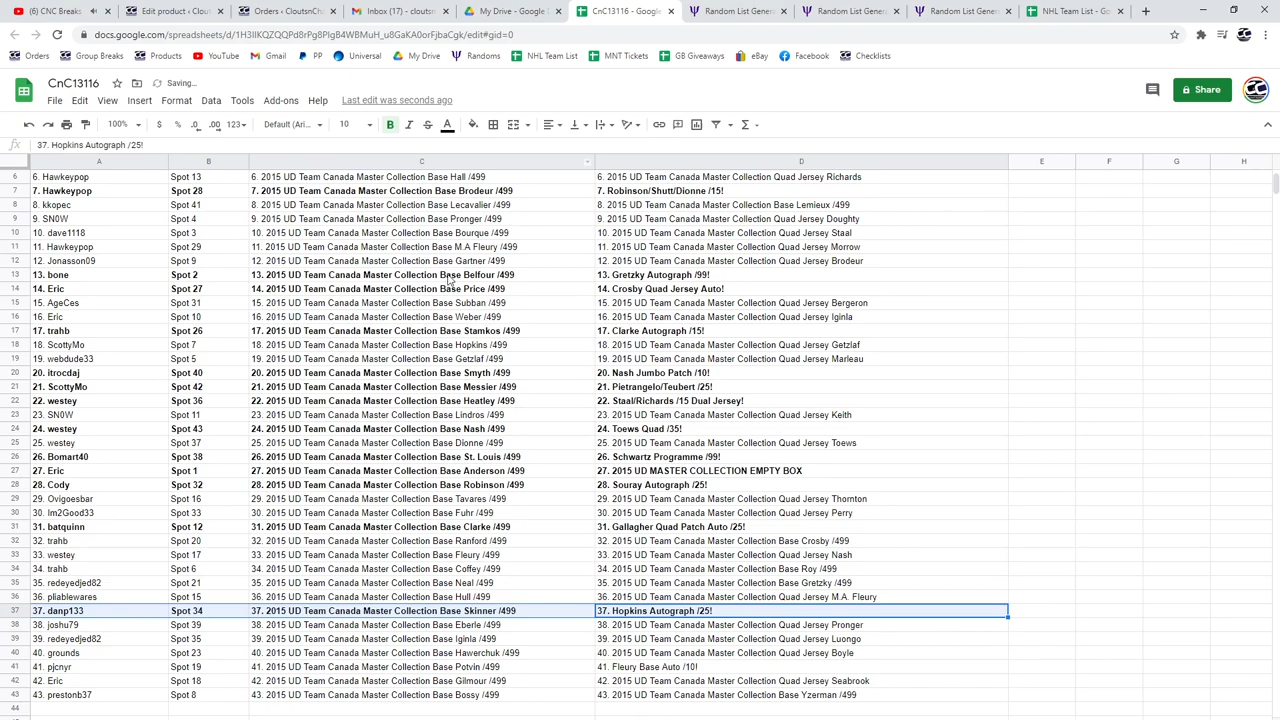 (6) CNC Breaks
Edit product ‹ Clout
Orders ‹ CloutsnCh
Inbox (17) - clouts
My Drive - Google D
CnC13116 - Google
Random List Gener
Random List Gener
Random List Gener
NHL Team List - Go
docs.google.com/spreadsheets/d/1H3IIKQZQQPd8rPg8PIgB4WBMuH_u8GaKA0orFjbaCgk/edit#gid=0
Orders Group Breaks Products YouTube Gmail PP Universal My Drive Randoms NHL Team List MNT Tickets GB Giveaways eBay Facebook Checklists
CnC13116 Saving...
File Edit View Insert Format Data Tools Add-ons Help Last edit was seconds ago
Share
100% $ % .0 .00 123 Default (Ari... 10 B I S A
fx 37. Hopkins Autograph /25!
A B C D E F G H
6 6. Hawkeypop Spot 13 6. 2015 UD Team Canada Master Collection Base Hall /499 6. 2015 UD Team Canada Master Collection Quad Jersey Richards
7 7. Hawkeypop Spot 28 7. 2015 UD Team Canada Master Collection Base Brodeur /499 7. Robinson/Shutt/Dionne /15!
8 8. kkopec Spot 41 8. 2015 UD Team Canada Master Collection Base Lecavalier /499 8. 2015 UD Team Canada Master Collection Base Lemieux /499
9 9. SN0W Spot 4 9. 2015 UD Team Canada Master Collection Base Pronger /499 9. 2015 UD Team Canada Master Collection Quad Jersey Doughty
10 10. dave1118 Spot 3 10. 2015 UD Team Canada Master Collection Base Bourque /499 10. 2015 UD Team Canada Master Collection Quad Jersey Staal
11 11. Hawkeypop Spot 29 11. 2015 UD Team Canada Master Collection Base M.A Fleury /499 11. 2015 UD Team Canada Master Collection Quad Jersey Morrow
12 12. Jonasson09 Spot 9 12. 2015 UD Team Canada Master Collection Base Gartner /499 12. 2015 UD Team Canada Master Collection Quad Jersey Brodeur
13 13. bone Spot 2 13. 2015 UD Team Canada Master Collection Base Belfour /499 13. Gretzky Autograph /99!
14 14. Eric Spot 27 14. 2015 UD Team Canada Master Collection Base Price /499 14. Crosby Quad Jersey Auto!
15 15. AgeCes Spot 31 15. 2015 UD Team Canada Master Collection Base Subban /499 15. 2015 UD Team Canada Master Collection Quad Jersey Bergeron
16 16. Eric Spot 10 16. 2015 UD Team Canada Master Collection Base Weber /499 16. 2015 UD Team Canada Master Collection Quad Jersey Iginla
17 17. trahb Spot 26 17. 2015 UD Team Canada Master Collection Base Stamkos /499 17. Clarke Autograph /15!
18 18. ScottyMo Spot 7 18. 2015 UD Team Canada Master Collection Base Hopkins /499 18. 2015 UD Team Canada Master Collection Quad Jersey Getzlaf
19 19. webdude33 Spot 5 19. 2015 UD Team Canada Master Collection Base Getzlaf /499 19. 2015 UD Team Canada Master Collection Quad Jersey Marleau
20 20. itrocdaj Spot 40 20. 2015 UD Team Canada Master Collection Base Smyth /499 20. Nash Jumbo Patch /10!
21 21. ScottyMo Spot 42 21. 2015 UD Team Canada Master Collection Base Messier /499 21. Pietrangelo/Teubert /25!
22 22. westey Spot 36 22. 2015 UD Team Canada Master Collection Base Heatley /499 22. Staal/Richards /15 Dual Jersey!
23 23. SN0W Spot 11 23. 2015 UD Team Canada Master Collection Base Lindros /499 23. 2015 UD Team Canada Master Collection Quad Jersey Keith
24 24. westey Spot 43 24. 2015 UD Team Canada Master Collection Base Nash /499 24. Toews Quad /35!
25 25. westey Spot 37 25. 2015 UD Team Canada Master Collection Base Dionne /499 25. 2015 UD Team Canada Master Collection Quad Jersey Toews
26 26. Bomart40 Spot 38 26. 2015 UD Team Canada Master Collection Base St. Louis /499 26. Schwartz Programme /99!
27 27. Eric Spot 1 27. 2015 UD Team Canada Master Collection Base Anderson /499 27. 2015 UD MASTER COLLECTION EMPTY BOX
28 28. Cody Spot 32 28. 2015 UD Team Canada Master Collection Base Robinson /499 28. Souray Autograph /25!
29 29. Ovigoesbar Spot 16 29. 2015 UD Team Canada Master Collection Base Tavares /499 29. 2015 UD Team Canada Master Collection Quad Jersey Thornton
30 30. Im2Good33 Spot 33 30. 2015 UD Team Canada Master Collection Base Fuhr /499 30. 2015 UD Team Canada Master Collection Quad Jersey Perry
31 31. batquinn Spot 12 31. 2015 UD Team Canada Master Collection Base Clarke /499 31. Gallagher Quad Patch Auto /25!
32 32. trahb Spot 20 32. 2015 UD Team Canada Master Collection Base Ranford /499 32. 2015 UD Team Canada Master Collection Base Crosby /499
33 33. westey Spot 17 33. 2015 UD Team Canada Master Collection Base Fleury /499 33. 2015 UD Team Canada Master Collection Quad Jersey Nash
34 34. trahb Spot 6 34. 2015 UD Team Canada Master Collection Base Coffey /499 34. 2015 UD Team Canada Master Collection Base Roy /499
35 35. redeyedjed82 Spot 21 35. 2015 UD Team Canada Master Collection Base Neal /499 35. 2015 UD Team Canada Master Collection Base Gretzky /499
36 36. pliablewares Spot 15 36. 2015 UD Team Canada Master Collection Base Hull /499 36. 2015 UD Team Canada Master Collection Quad Jersey M.A. Fleury
37 37. danp133 Spot 34 37. 2015 UD Team Canada Master Collection Base Skinner /499 37. Hopkins Autograph /25!
38 38. joshu79 Spot 39 38. 2015 UD Team Canada Master Collection Base Eberle /499 38. 2015 UD Team Canada Master Collection Quad Jersey Pronger
39 39. redeyedjed82 Spot 35 39. 2015 UD Team Canada Master Collection Base Iginla /499 39. 2015 UD Team Canada Master Collection Quad Jersey Luongo
40 40. grounds Spot 23 40. 2015 UD Team Canada Master Collection Base Hawerchuk /499 40. 2015 UD Team Canada Master Collection Quad Jersey Boyle
41 41. pjcnyr Spot 19 41. 2015 UD Team Canada Master Collection Base Potvin /499 41. Fleury Base Auto /10!
42 42. Eric Spot 18 42. 2015 UD Team Canada Master Collection Base Gilmour /499 42. 2015 UD Team Canada Master Collection Quad Jersey Seabrook
43 43. prestonb37 Spot 8 43. 2015 UD Team Canada Master Collection Base Bossy /499 43. 2015 UD Team Canada Master Collection Base Yzerman /499
44